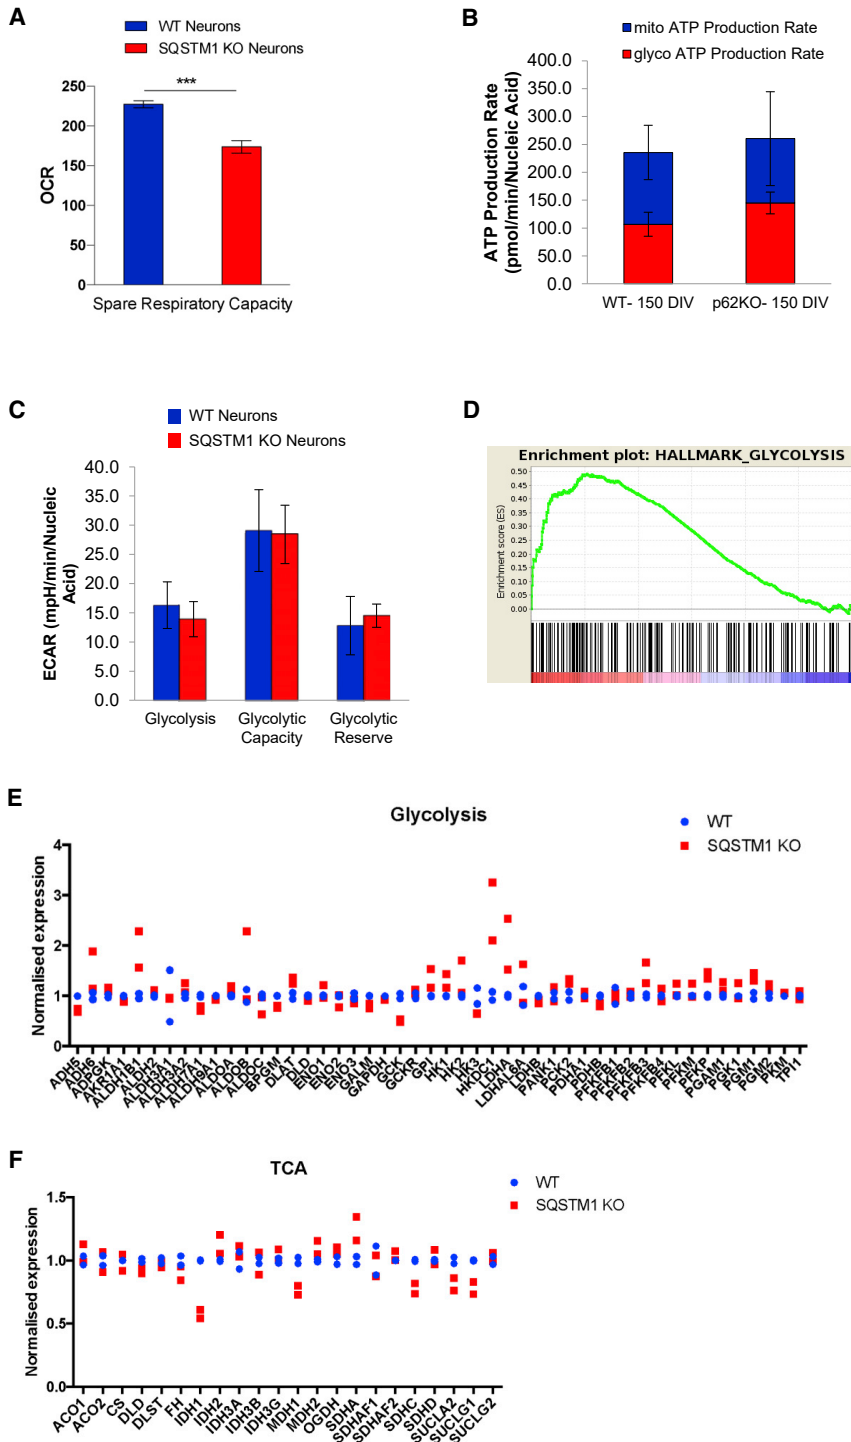 A
WT Neurons
SQSTM1 KO Neurons
***
250
200
150
100
50
0
OCR
Spare Respiratory Capacity
B
mito ATP Production Rate
glyco ATP Production Rate
400.0
350.0
300.0
250.0
200.0
150.0
100.0
50.0
0.0
ATP Production Rate
(pmol/min/Nucleic Acid)
WT- 150 DIV
p62KO- 150 DIV
C
WT Neurons
SQSTM1 KO Neurons
40.0
35.0
30.0
25.0
20.0
15.0
10.0
5.0
0.0
ECAR (mpH/min/Nucleic
Acid)
Glycolysis
Glycolytic
Capacity
Glycolytic
Reserve
D
Enrichment plot: HALLMARK_GLYCOLYSIS
0.50
0.45
0.40
0.35
0.30
0.25
0.20
0.15
0.10
0.05
0.00
Enrichment score (ES)
E
Glycolysis
WT
SQSTM1 KO
4
3
2
1
0
Normalised expression
ADH5
ADH6
ADPGK
AKR1A1
ALDH1B1
ALDH2
ALDH3A1
ALDH3A2
ALDH7A1
ALDH9A1
ALDOA
ALDOB
ALDOC
BPGM
DLAT
DLD
ENO1
ENO2
ENO3
GALM
GAPDH
GCK
GCKR
GPI
HK1
HK2
HK3
HKDC1
LDHA
LDHAL6A
LDHB
PANK1
PCK2
PDHA1
PDHB
PFKFB1
PFKFB2
PFKFB3
PFKFB4
PFKL
PFKM
PFKP
PGAM1
PGK1
PGM1
PGM2
PKM
TPI1
F
TCA
WT
SQSTM1 KO
1.5
1.0
0.5
0.0
Normalised expression
ACO1
ACO2
CS
DLD
DLST
FH
IDH1
IDH2
IDH3A
IDH3B
IDH3G
MDH1
MDH2
OGDH
SDHA
SDHAF1
SDHAF2
SDHC
SDHD
SUCLA2
SUCLG1
SUCLG2